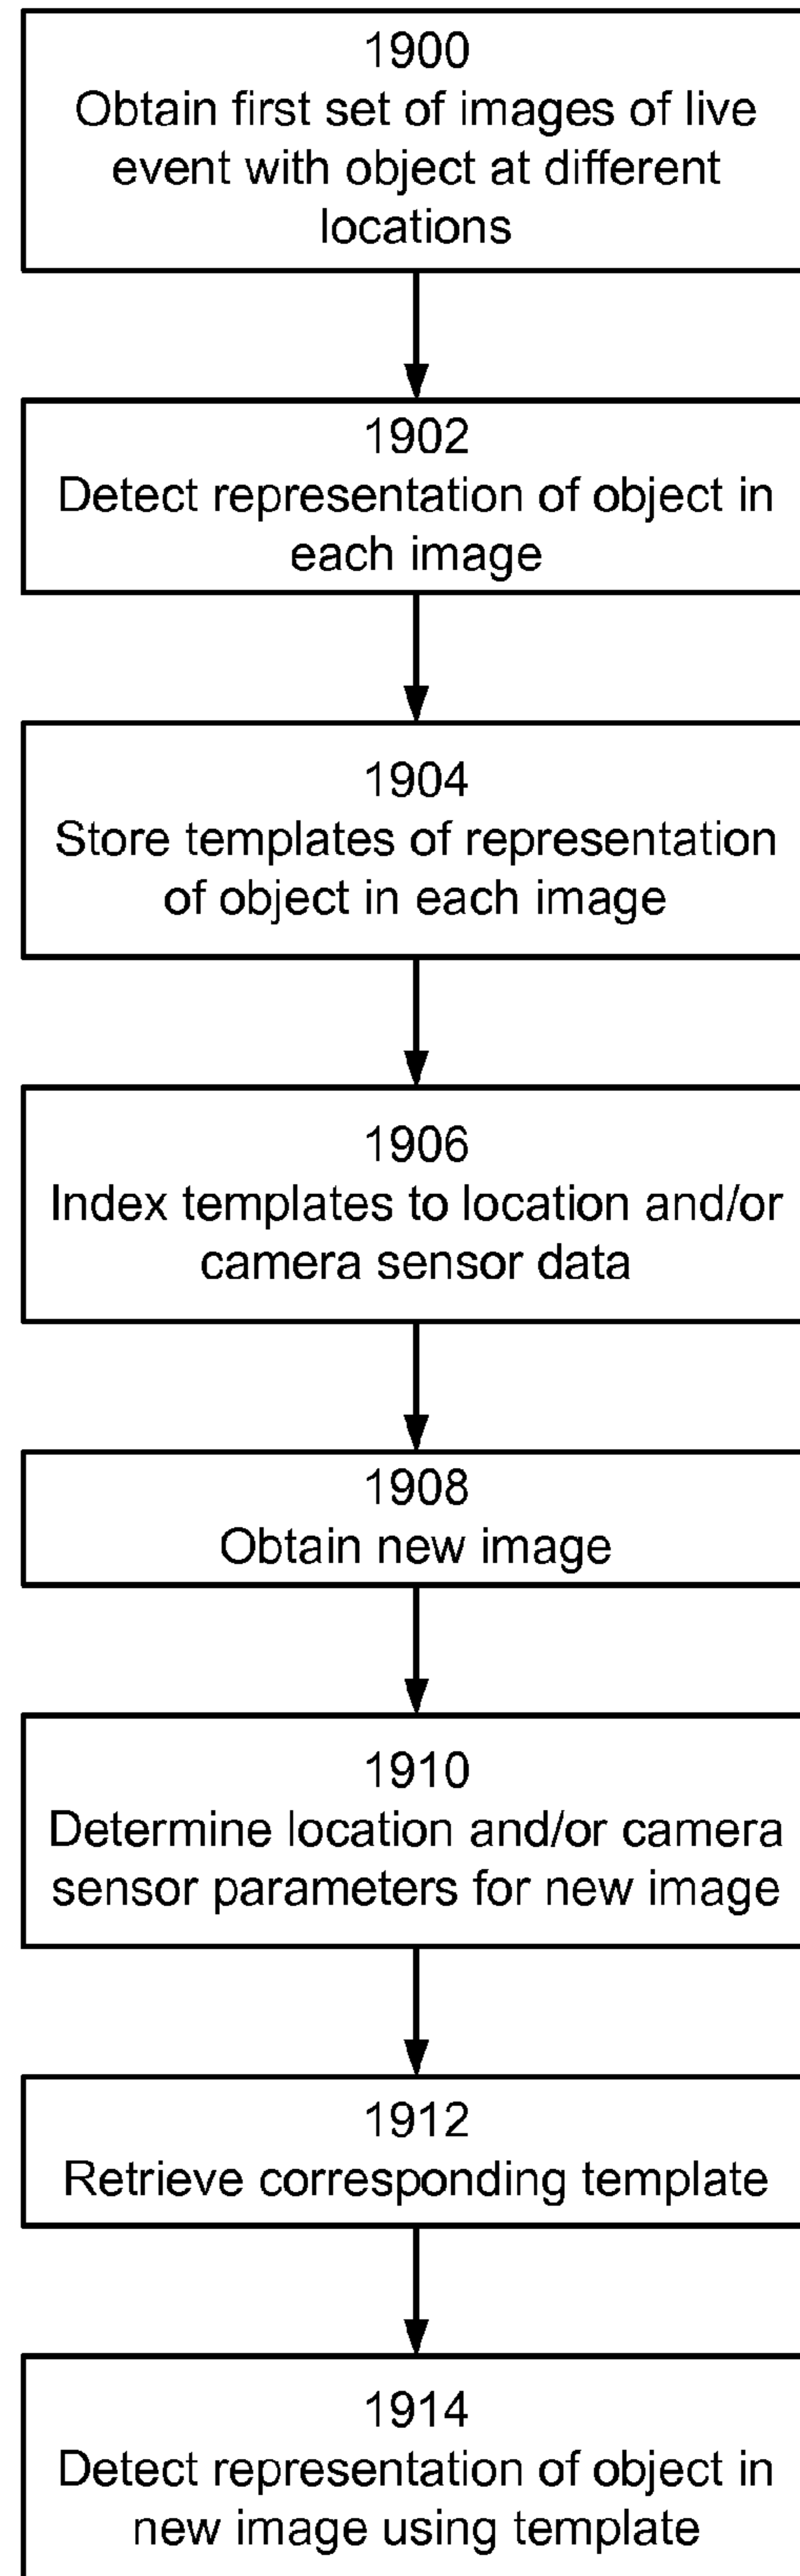 1900
Obtain first set of images of live
event with object at different
locations
1902
Detect representation of object in
each image
1904
Store templates of representation
of object in each image
1906
Index templates to location and/or
camera sensor data
1908
Obtain new image
1910
Determine location and/or camera
sensor parameters for new image
1912
Retrieve corresponding template
1914
Detect representation of object in
new image using template